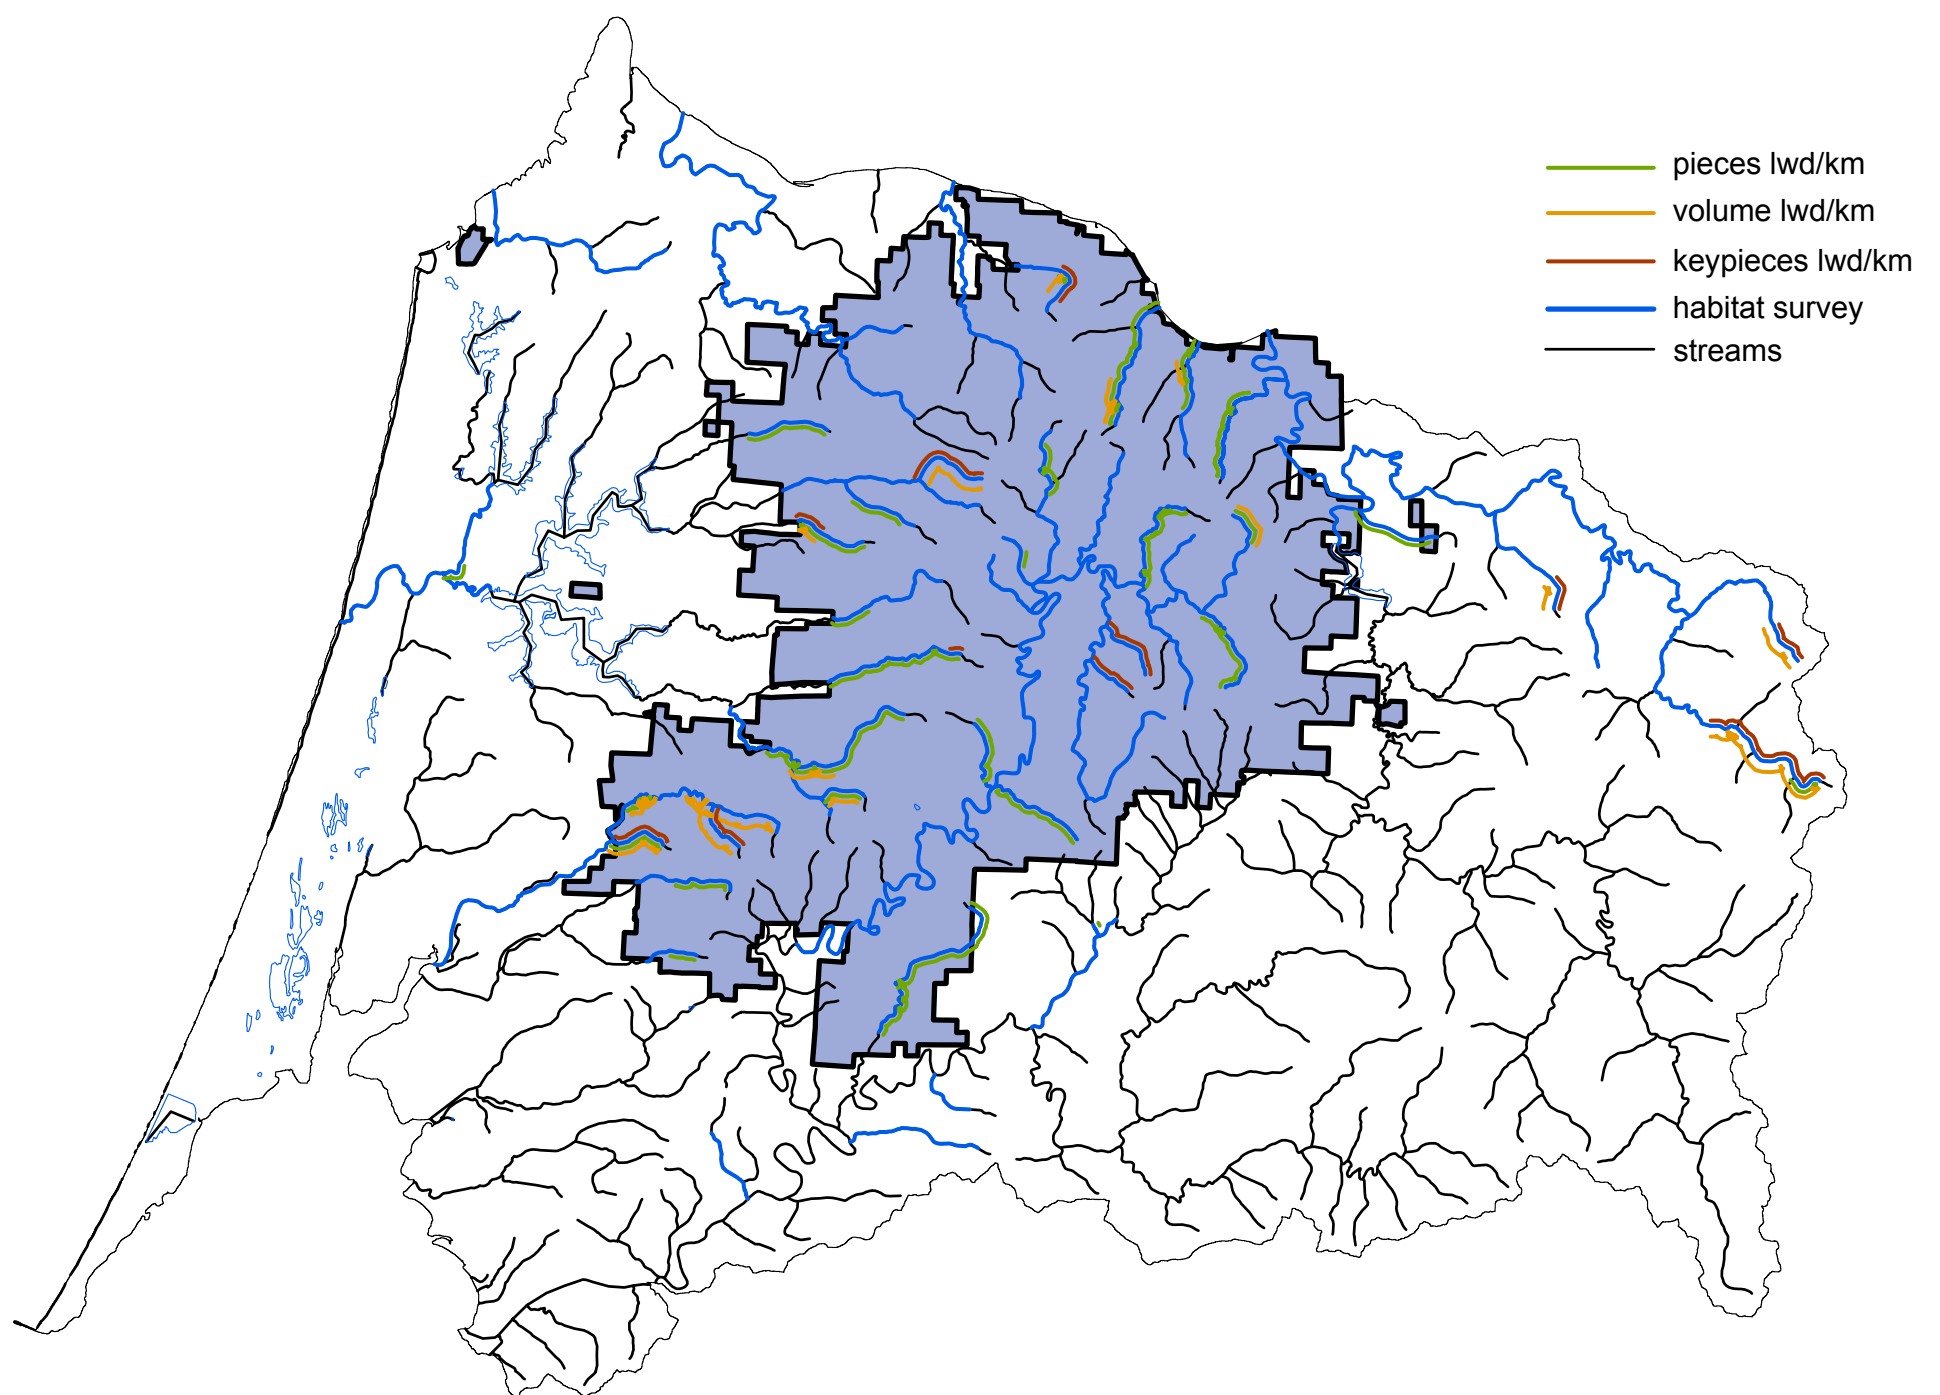 pieces lwd/km
volume lwd/km
keypieces lwd/km
habitat survey
streams